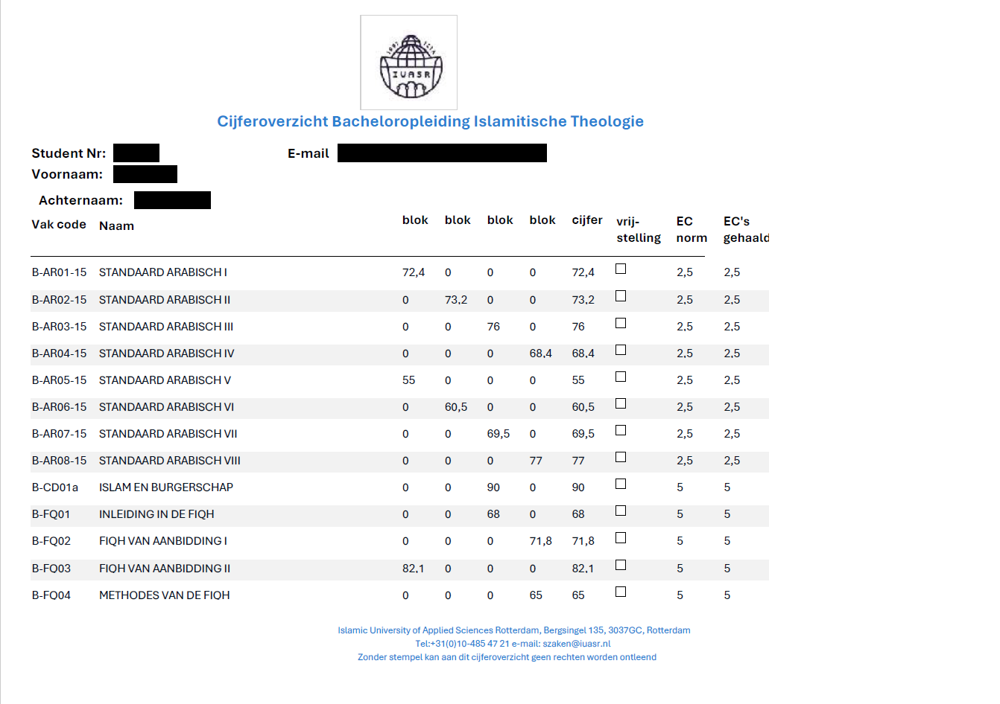 1997 ISLA
IUASR
Cijferoverzicht Bacheloropleiding Islamitische Theologie
Student Nr: E-mail
Voornaam:
Achternaam:
Vak code Naam blok blok blok blok cijfer vrij-stelling EC norm EC's gehaald
B-AR01-15 STANDAARD ARABISCH I 72,4 0 0 0 72,4 2,5 2,5
B-AR02-15 STANDAARD ARABISCH II 0 73,2 0 0 73,2 2,5 2,5
B-AR03-15 STANDAARD ARABISCH III 0 0 76 0 76 2,5 2,5
B-AR04-15 STANDAARD ARABISCH IV 0 0 0 68,4 68,4 2,5 2,5
B-AR05-15 STANDAARD ARABISCH V 55 0 0 0 55 2,5 2,5
B-AR06-15 STANDAARD ARABISCH VI 0 60,5 0 0 60,5 2,5 2,5
B-AR07-15 STANDAARD ARABISCH VII 0 0 69,5 0 69,5 2,5 2,5
B-AR08-15 STANDAARD ARABISCH VIII 0 0 0 77 77 2,5 2,5
B-CD01a ISLAM EN BURGERSCHAP 0 0 90 0 90 5 5
B-FQ01 INLEIDING IN DE FIQH 0 0 68 0 68 5 5
B-FQ02 FIQH VAN AANBIDDING I 0 0 0 71,8 71,8 5 5
B-FQ03 FIQH VAN AANBIDDING II 82,1 0 0 0 82,1 5 5
B-FQ04 METHODES VAN DE FIQH 0 0 0 65 65 5 5
Islamic University of Applied Sciences Rotterdam, Bergsingel 135, 3037GC, Rotterdam
Tel:+31(0)10-485 47 21 e-mail: szaken@iuasr.nl
Zonder stempel kan aan dit cijferoverzicht geen rechten worden ontleend